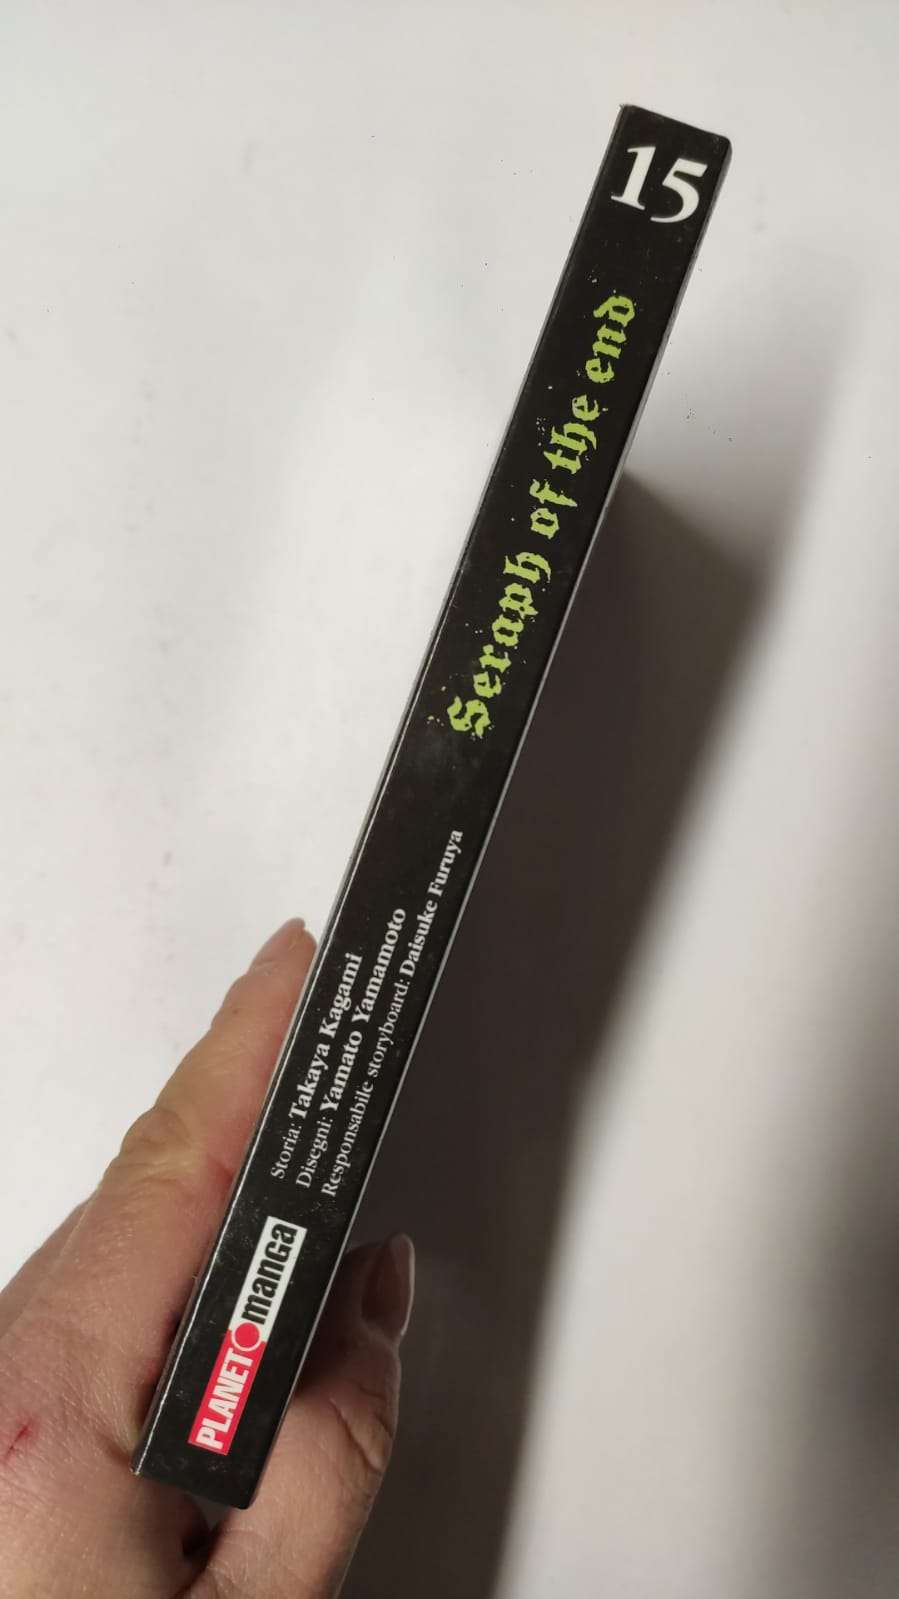 15
Seraph of the end
Storia: Takaya Kagami
Disegni: Yamato Yamamoto
Responsabile storyboard: Daisuke Furuya
PLANET manga